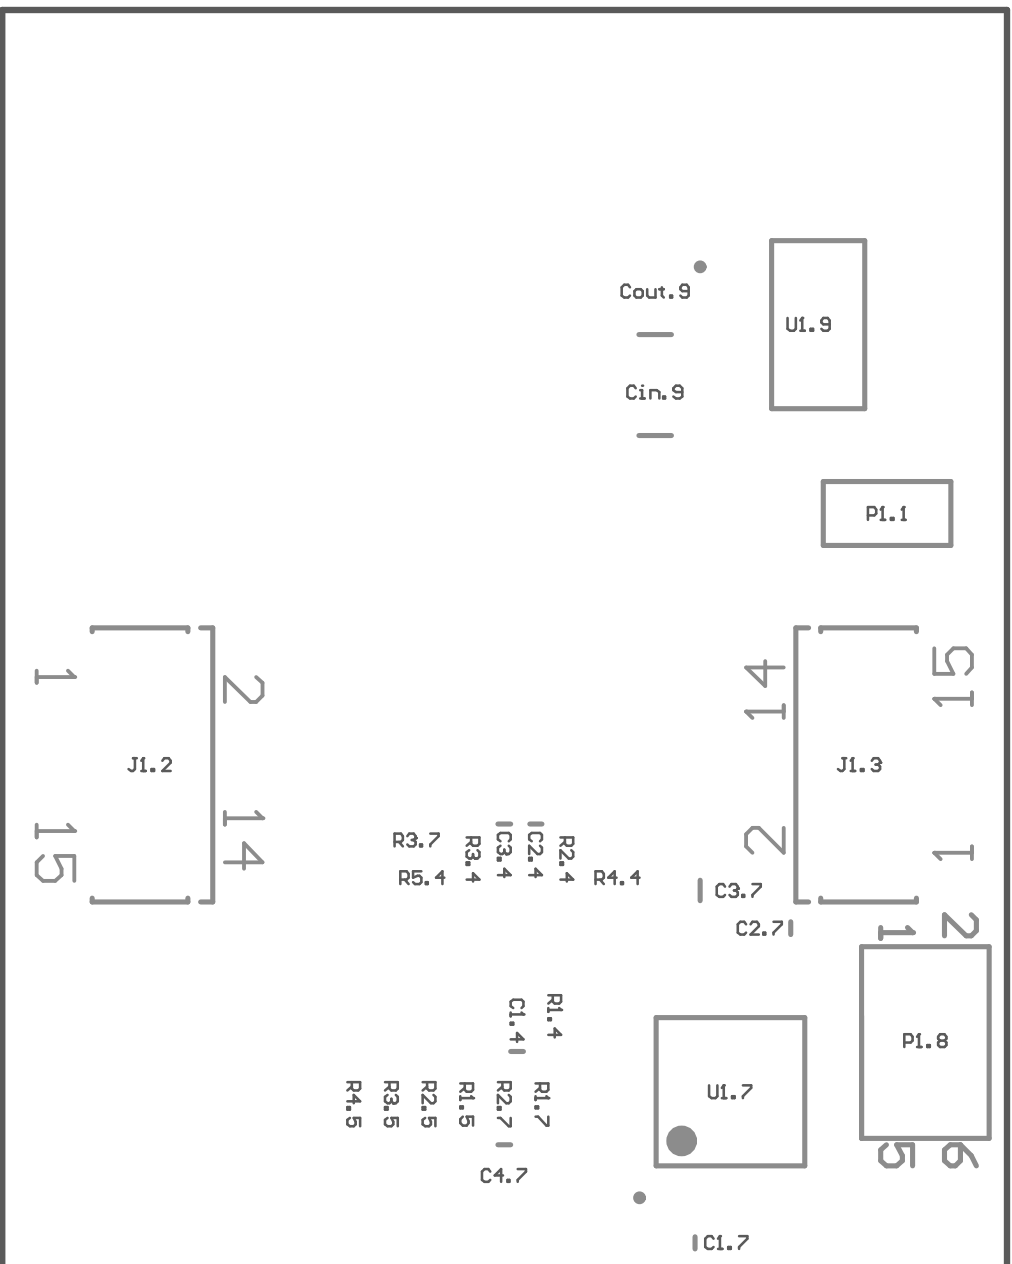 Cout.9
U1.9
Cin.9
P1.1
1
2
14
15
J1.2
J1.3
15
14
2
1
R3.7
R3.4
C3.4
C2.4
R2.4
R5.4
R4.4
C3.7
C2.7
1
2
C1.4
R1.4
P1.8
R4.5
R3.5
R2.5
R1.5
R2.7
R1.7
U1.7
5
6
C4.7
C1.7